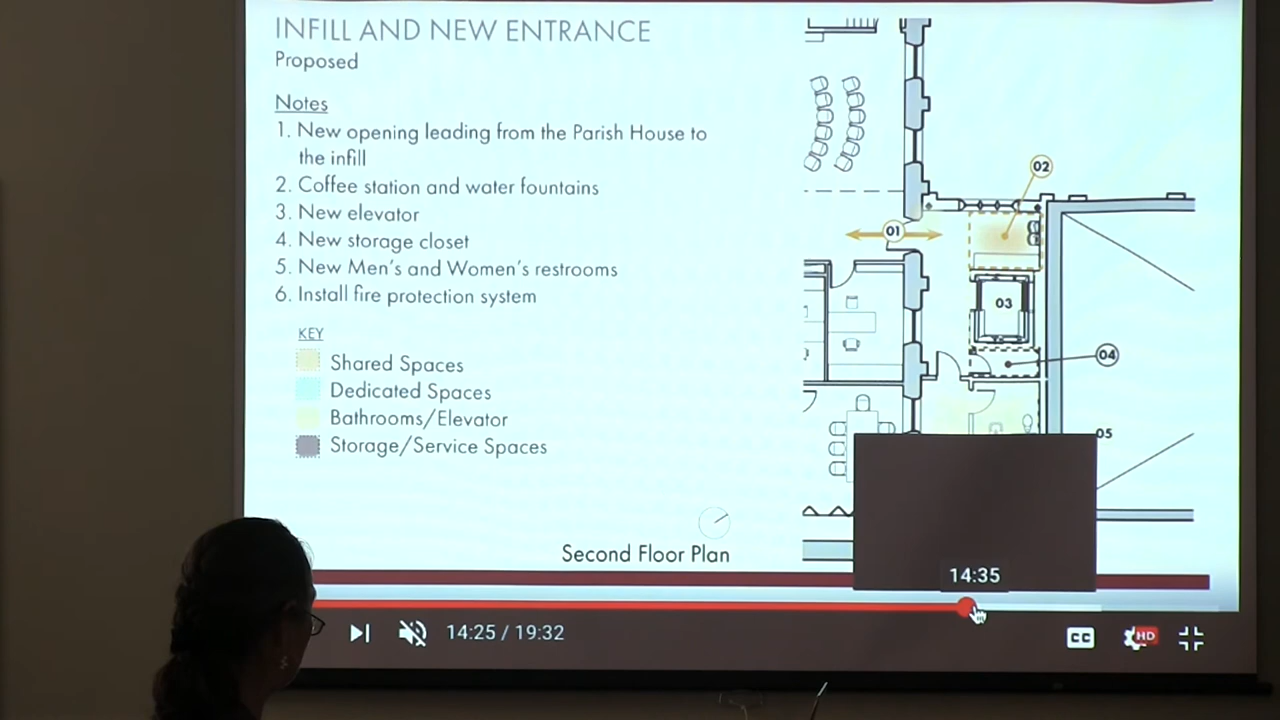 INFILL AND NEW ENTRANCE
Proposed
Notes
1. New opening leading from the Parish House to
the infill
2. Coffee station and water fountains
3. New elevator
4. New storage closet
5. New Men's and Women's restrooms
6. Install fire protection system
KEY
Shared Spaces
Dedicated Spaces
Bathrooms/Elevator
Storage/Service Spaces
Second Floor Plan
02
01
03
04
05
14:35
14:25 / 19:32
CC
HD